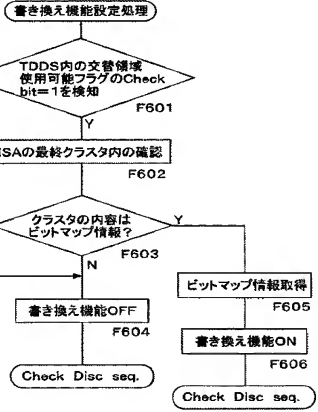 書き換え機能設定処理
TDDS内の交替領域
使用可能フラグのCheck
bit=1を検知
F601
Y
ISAの最終クラスタ内の確認
F602
クラスタの内容は
ビットマップ情報?
Y
F603
N
ビットマップ情報取得
F605
書き換え機能OFF
F604
書き換え機能ON
F606
Check Disc seq.
Check Disc seq.